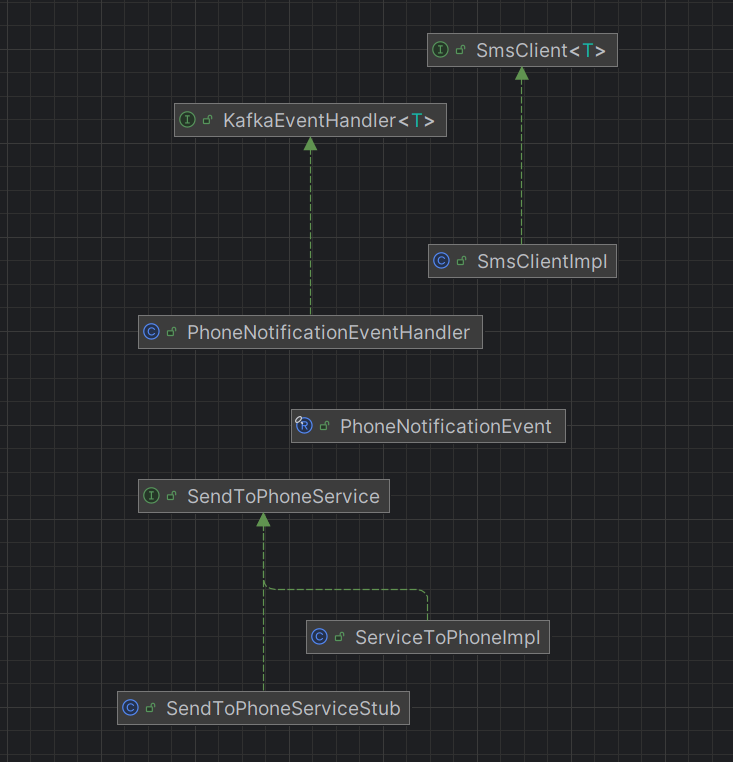 SmsClient<T>
KafkaEventHandler<T>
SmsClientImpl
PhoneNotificationEventHandler
PhoneNotificationEvent
SendToPhoneService
ServiceToPhoneImpl
SendToPhoneServiceStub